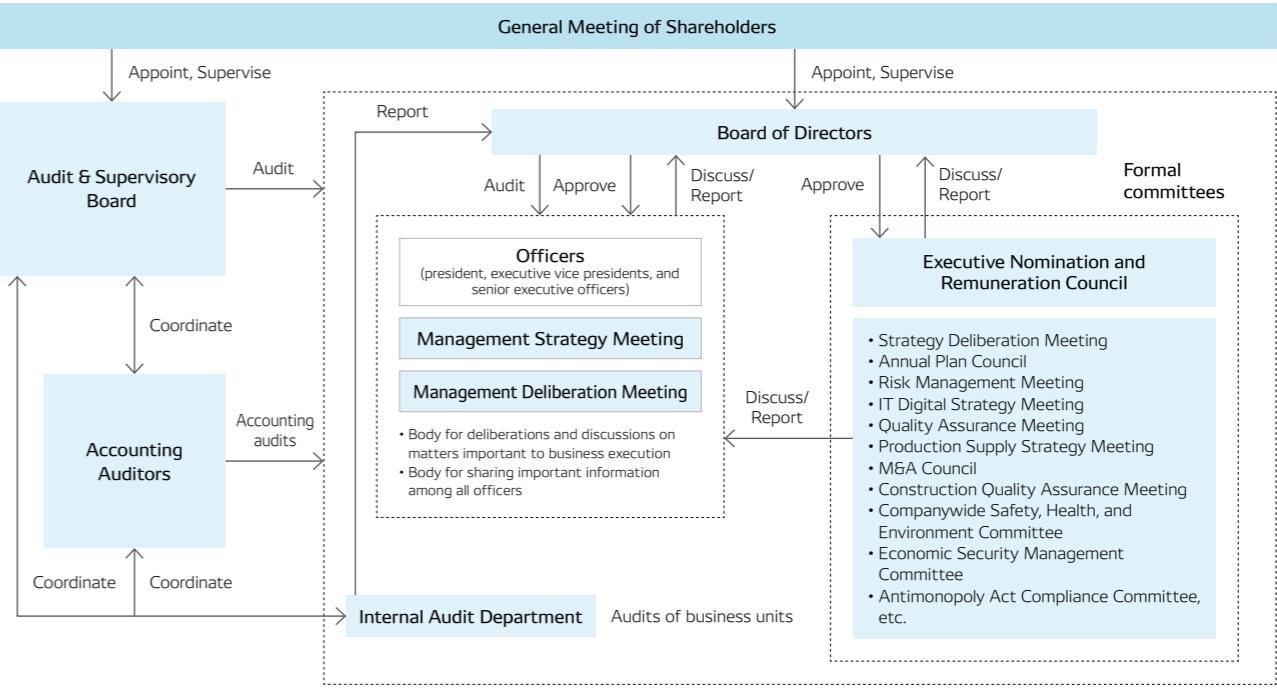 General Meeting of Shareholders
Appoint, Supervise
Appoint, Supervise
Report
Board of Directors
Audit & Supervisory
Board
Audit
Audit
Approve
Discuss/
Report
Approve
Discuss/
Report
Formal
committees
Officers
(president, executive vice presidents, and
senior executive officers)
Management Strategy Meeting
Management Deliberation Meeting
• Body for deliberations and discussions on
matters important to business execution
• Body for sharing important information
among all officers
Executive Nomination and
Remuneration Council
Discuss/
Report
• Strategy Deliberation Meeting
• Annual Plan Council
• Risk Management Meeting
• IT Digital Strategy Meeting
• Quality Assurance Meeting
• Production Supply Strategy Meeting
• M&A Council
• Construction Quality Assurance Meeting
• Companywide Safety, Health, and
Environment Committee
• Economic Security Management
Committee
• Antimonopoly Act Compliance Committee,
etc.
Coordinate
Accounting
Auditors
Accounting
audits
Coordinate
Coordinate
Internal Audit Department
Audits of business units